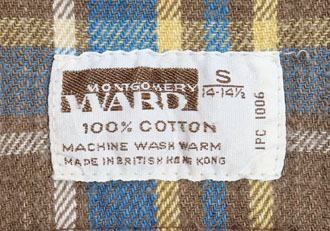 MONTGOMERY
WARD
S
14-14½
100% COTTON
MACHINE WASH WARM
MADE IN BRITISH HONG KONG
IPC 1006